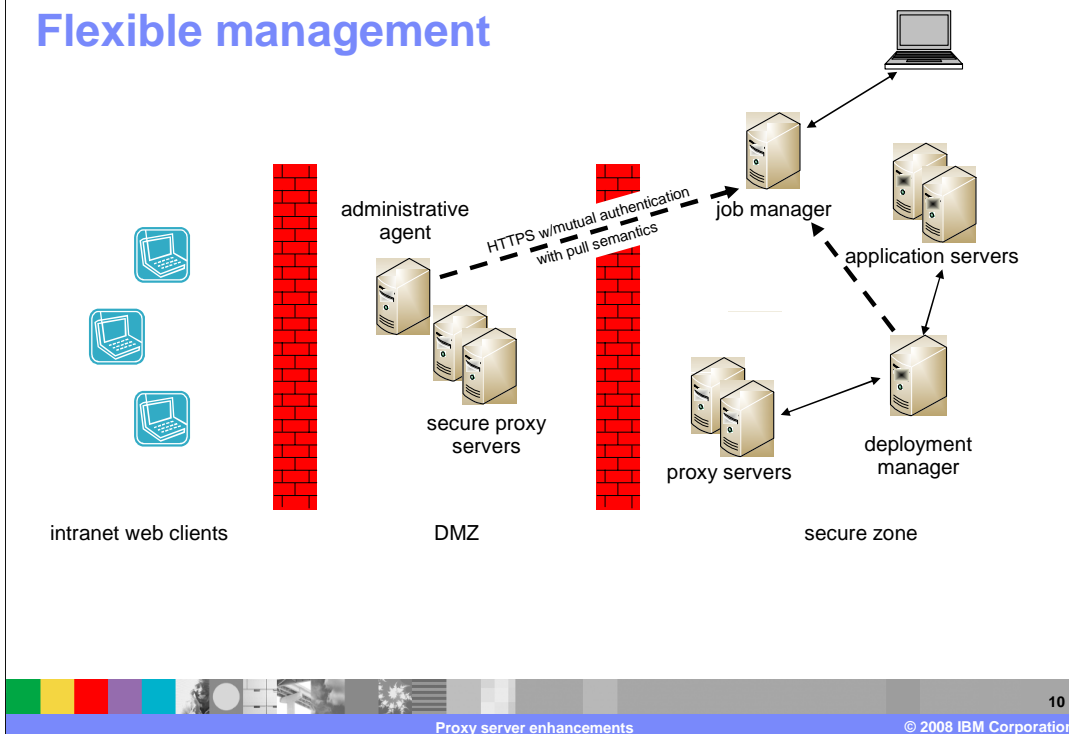 Flexible management
administrative
agent
HTTPS w/mutual authentication
with pull semantics
job manager
application servers
secure proxy
servers
proxy servers
deployment
manager
intranet web clients
DMZ
secure zone
10
Proxy server enhancements
© 2008 IBM Corporation